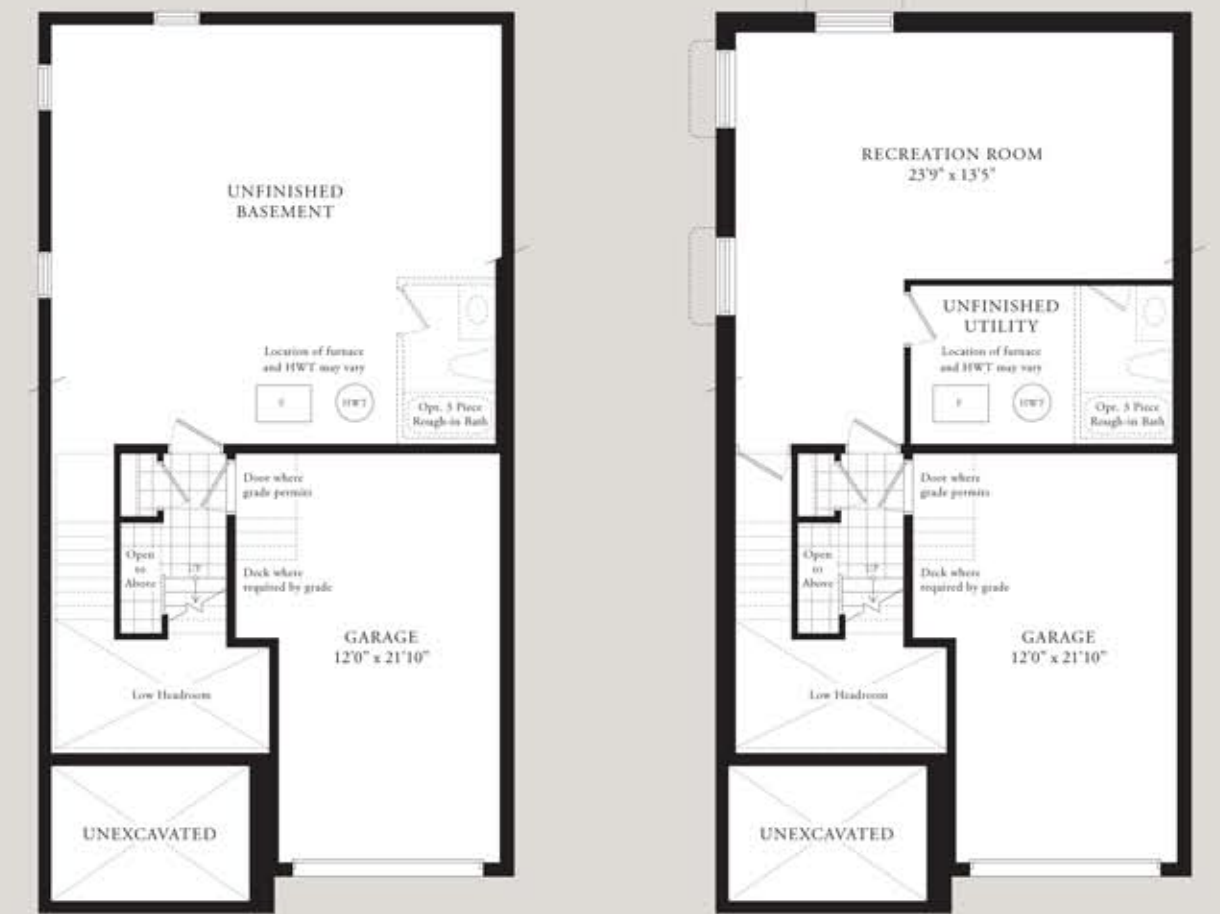 UNFINISHED
BASEMENT
Location of furnace
and HWT may vary
F
HWT
Opt. 3 Piece
Rough-in Bath
Door where
grade permits
Open
to
Above
UP
Deck where
required by grade
GARAGE
12'0" x 21'10"
Low Headroom
UNEXCAVATED
RECREATION ROOM
23'9" x 13'5"
UNFINISHED
UTILITY
Location of furnace
and HWT may vary
F
HWT
Opt. 3 Piece
Rough-in Bath
Door where
grade permits
Open
to
Above
UP
Deck where
required by grade
GARAGE
12'0" x 21'10"
Low Headroom
UNEXCAVATED